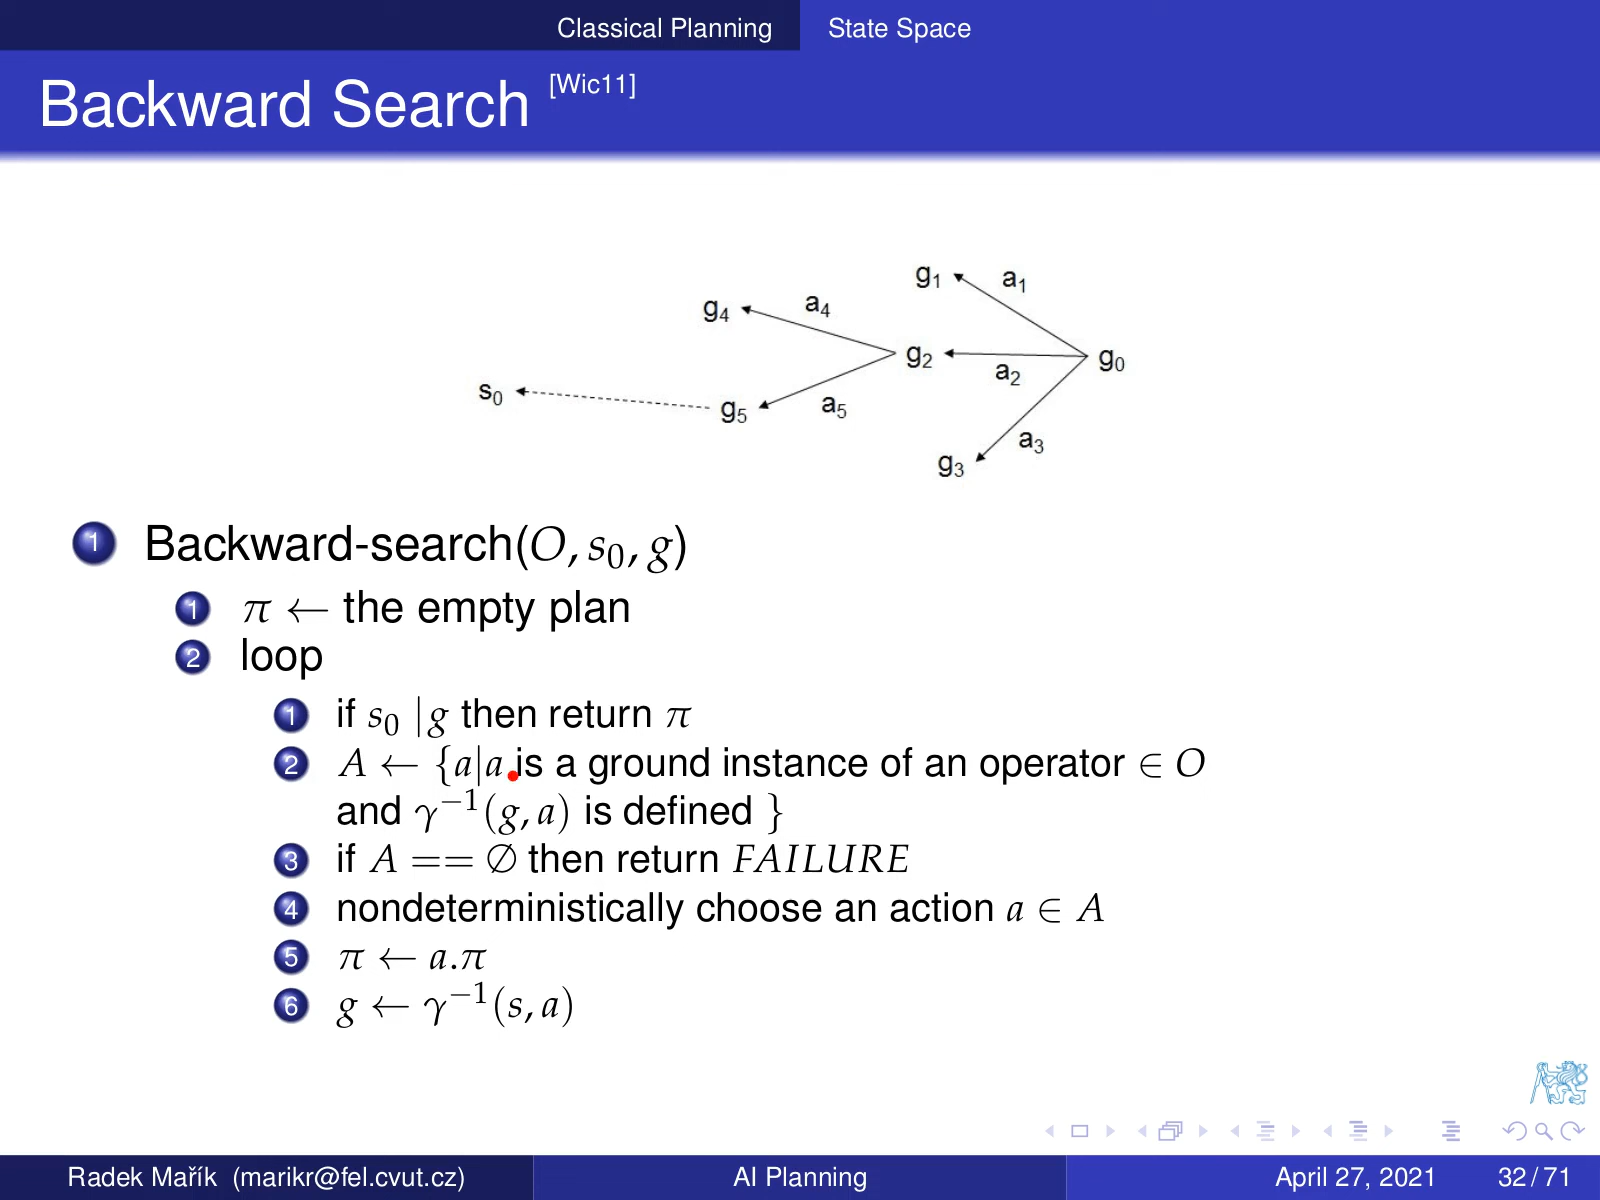 Classical Planning State Space
Backward Search [Wic11]
g₁ a₁
g₄ a₄
g₂ a₂ g₀
s₀ g₅ a₅
g₃ a₃
1 Backward-search(O, s₀, g)
1 π ← the empty plan
2 loop
1 if s₀ |g then return π
2 A ← {a|a is a ground instance of an operator ∈ O
and γ⁻¹(g, a) is defined }
3 if A == ∅ then return FAILURE
4 nondeterministically choose an action a ∈ A
5 π ← a.π
6 g ← γ⁻¹(s, a)
Radek Mařík (marikr@fel.cvut.cz) AI Planning April 27, 2021 32 / 71